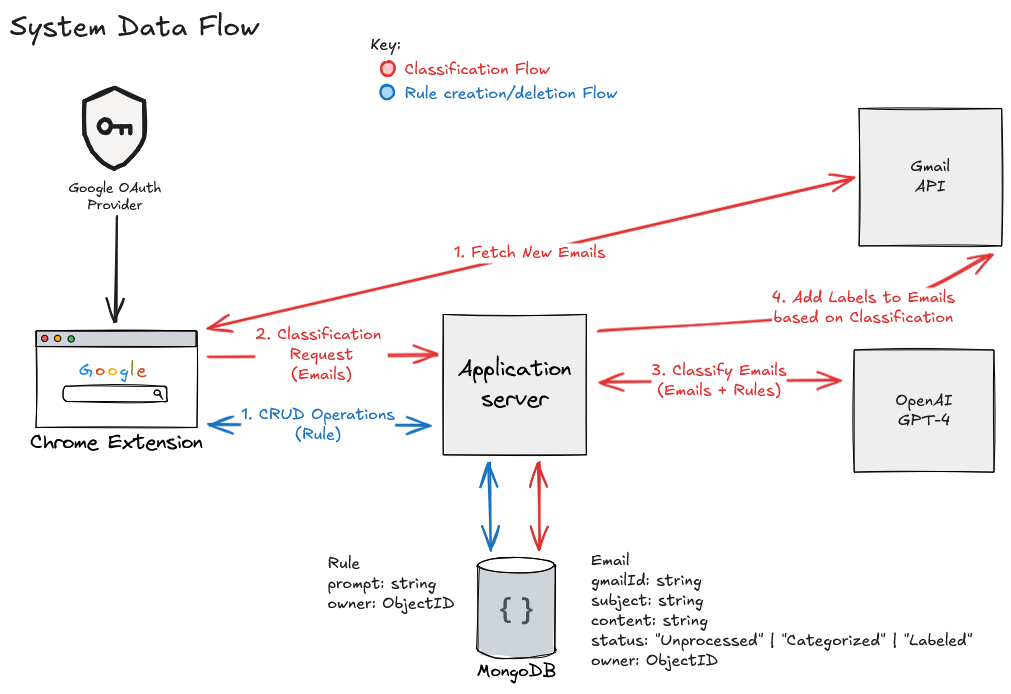 System Data Flow
Key:
Classification Flow
Rule creation/deletion Flow
Google OAuth
Provider
Gmail
API
1. Fetch New Emails
4. Add Labels to Emails
based on Classification
2. Classification
Request
(Emails)
Google
Application
server
3. Classify Emails
(Emails + Rules)
OpenAI
GPT-4
1. CRUD Operations
(Rule)
Chrome Extension
Rule
prompt: string
owner: ObjectID
{ }
MongoDB
Email
gmailId: string
subject: string
content: string
status: "Unprocessed" | "Categorized" | "Labeled"
owner: ObjectID